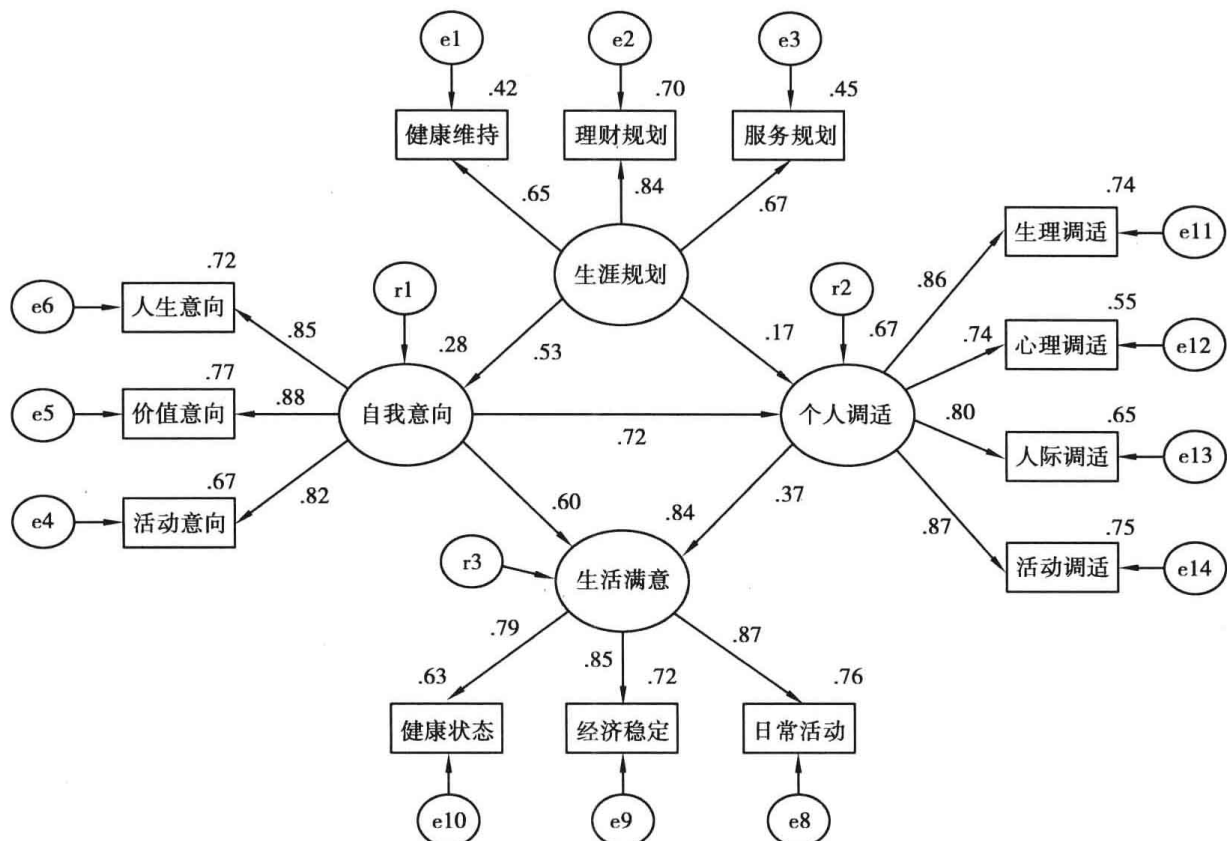 e1
e2
e3
.42
.70
.45
健康维持
理财规划
服务规划
.65
.84
.67
.74
生理调适
e11
生涯规划
.72
r1
r2
.86
e6
人生意向
.85
.28
.53
.17
.67
.74
.55
心理调适
e12
.77
e5
价值意向
.88
自我意向
.72
个人调适
.80
.65
人际调适
e13
.67
e4
活动意向
.82
.60
.84
.37
.87
.75
活动调适
e14
r3
生活满意
.79
.85
.87
.63
.72
.76
健康状态
经济稳定
日常活动
e10
e9
e8